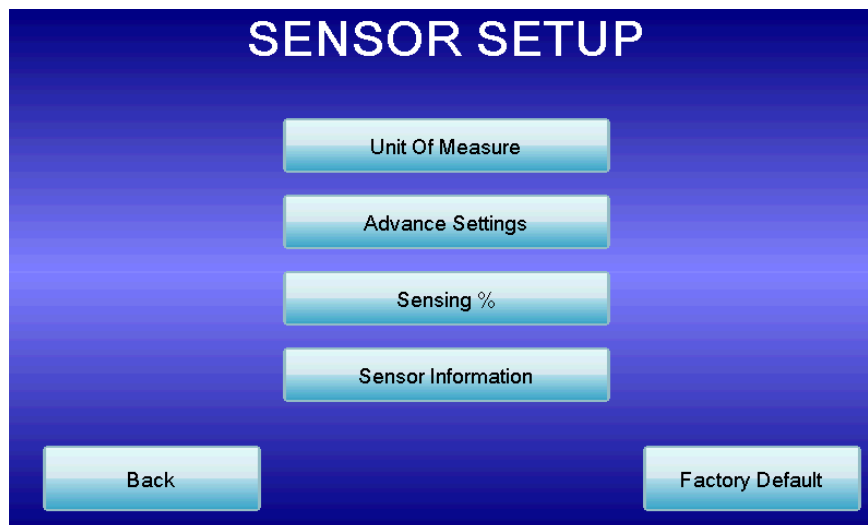 SENSOR SETUP
Unit Of Measure
Advance Settings
Sensing %
Sensor Information
Back
Factory Default